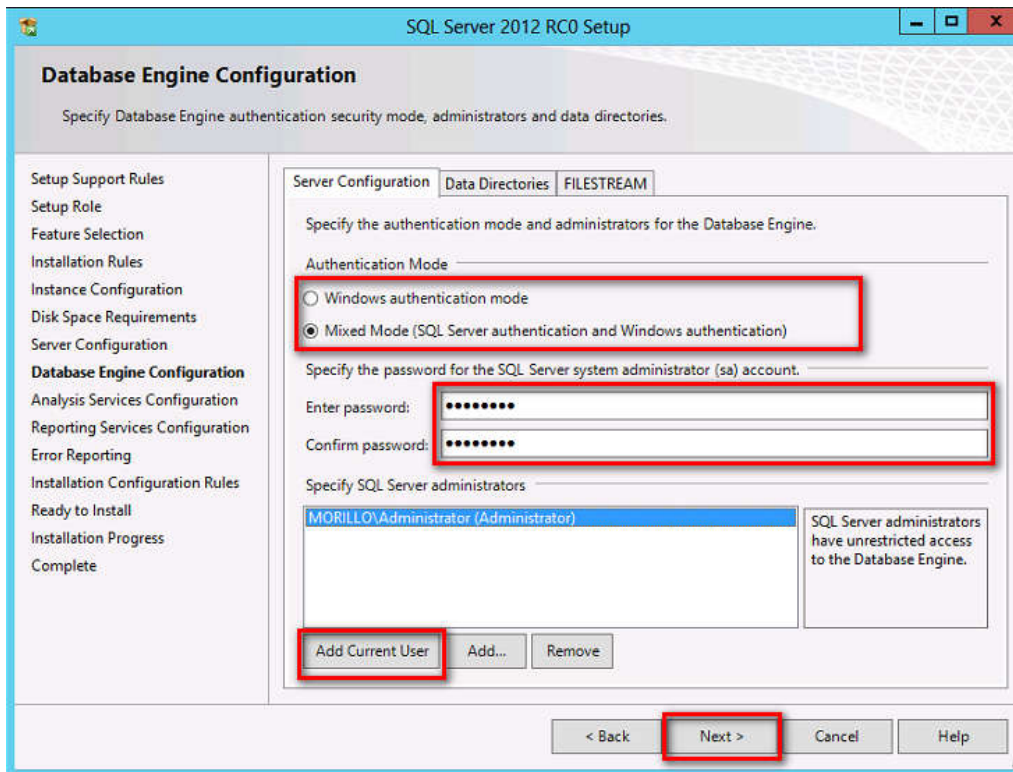 SQL Server 2012 RC0 Setup
Database Engine Configuration
Specify Database Engine authentication security mode, administrators and data directories.
Setup Support Rules
Setup Role
Feature Selection
Installation Rules
Instance Configuration
Disk Space Requirements
Server Configuration
Database Engine Configuration
Analysis Services Configuration
Reporting Services Configuration
Error Reporting
Installation Configuration Rules
Ready to Install
Installation Progress
Complete
Server Configuration Data Directories FILESTREAM
Specify the authentication mode and administrators for the Database Engine.
Authentication Mode
Windows authentication mode
Mixed Mode (SQL Server authentication and Windows authentication)
Specify the password for the SQL Server system administrator (sa) account.
Enter password: ●●●●●●●●
Confirm password: ●●●●●●●●
Specify SQL Server administrators
MORILLO\Administrator (Administrator)
SQL Server administrators
have unrestricted access
to the Database Engine.
Add Current User Add... Remove
< Back Next > Cancel Help